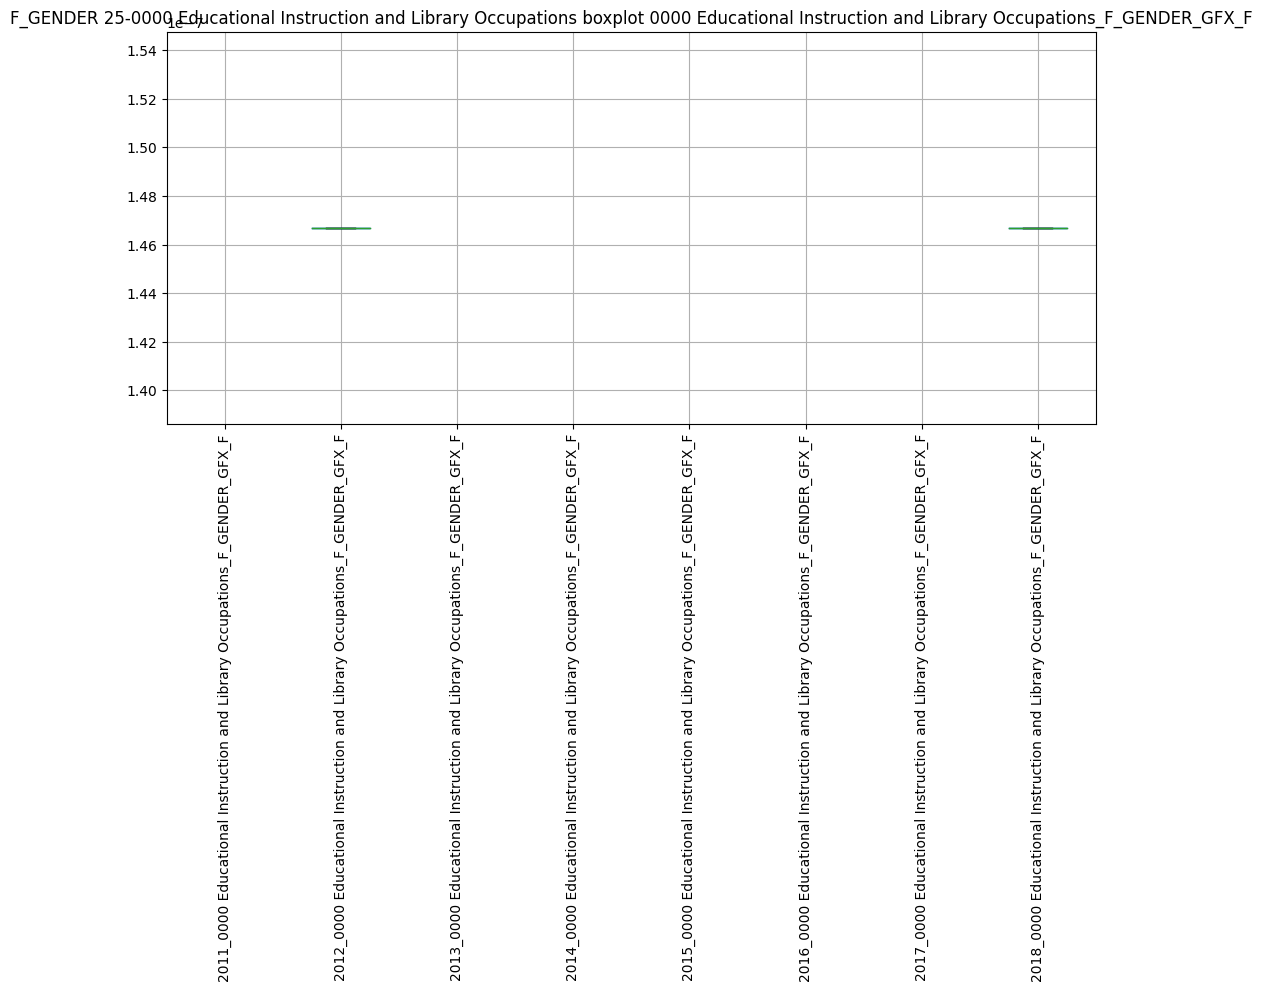 F_GENDER 25-0000 Educational Instruction and Library Occupations boxplot 0000 Educational Instruction and Library Occupations_F_GENDER_GFX_F
1e−7
1.54
1.52
1.50
1.48
1.46
1.44
1.42
1.40
2011_0000 Educational Instruction and Library Occupations_F_GENDER_GFX_F
2012_0000 Educational Instruction and Library Occupations_F_GENDER_GFX_F
2013_0000 Educational Instruction and Library Occupations_F_GENDER_GFX_F
2014_0000 Educational Instruction and Library Occupations_F_GENDER_GFX_F
2015_0000 Educational Instruction and Library Occupations_F_GENDER_GFX_F
2016_0000 Educational Instruction and Library Occupations_F_GENDER_GFX_F
2017_0000 Educational Instruction and Library Occupations_F_GENDER_GFX_F
2018_0000 Educational Instruction and Library Occupations_F_GENDER_GFX_F